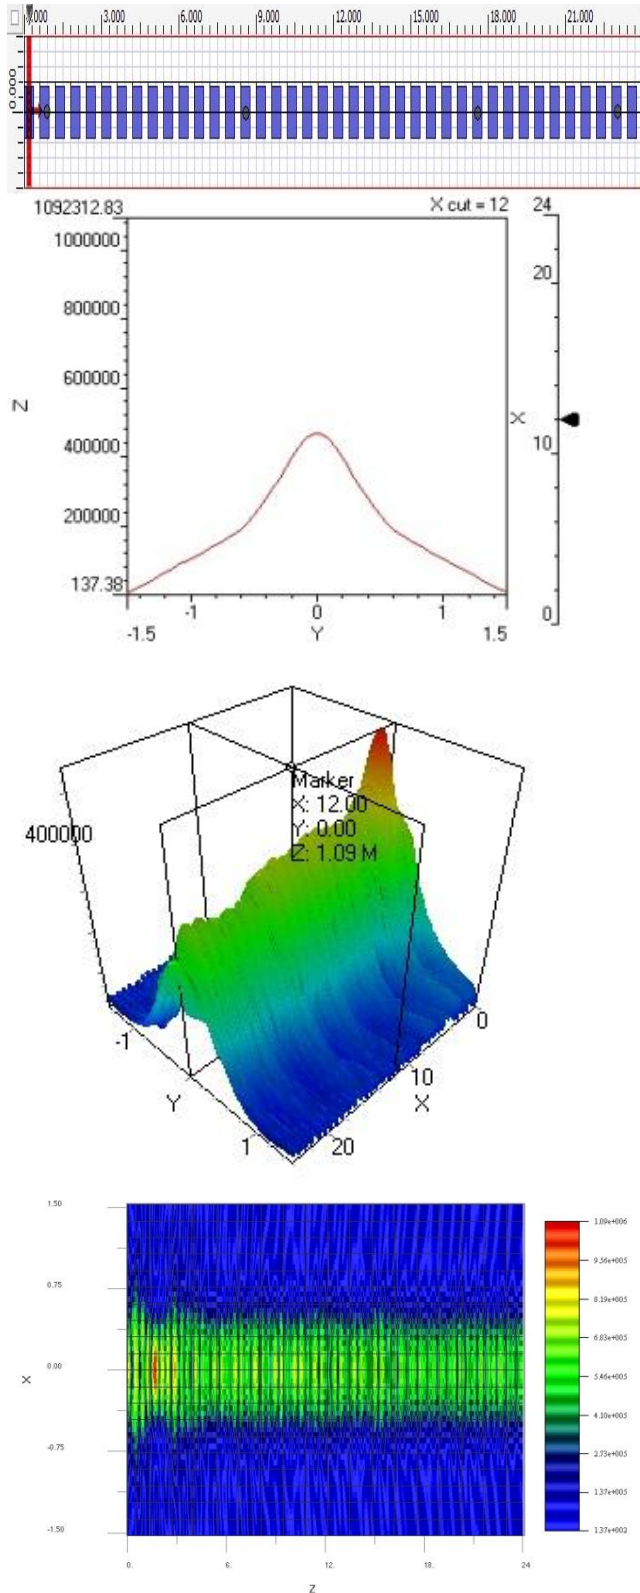 .000 3.000 6.000 9.000 12.000 15.000 18.000 21.000
0.000
1092312.83 X cut = 12 24
1000000
20
800000
600000
Z
X
400000
10
200000
137.38
0
-1 0 1
-1.5 Y 1.5
Marker
X: 12.00
Y: 0.00
Z: 1.09 M
400000
0
-1
10
Y X
1 20
1.50
1.09e+006
9.56e+005
0.75
8.19e+005
6.83e+005
X 0.00
5.46e+005
4.10e+005
-0.75
2.73e+005
1.37e+005
-1.50
1.37e+002
0. 6. 12. 18. 24
Z